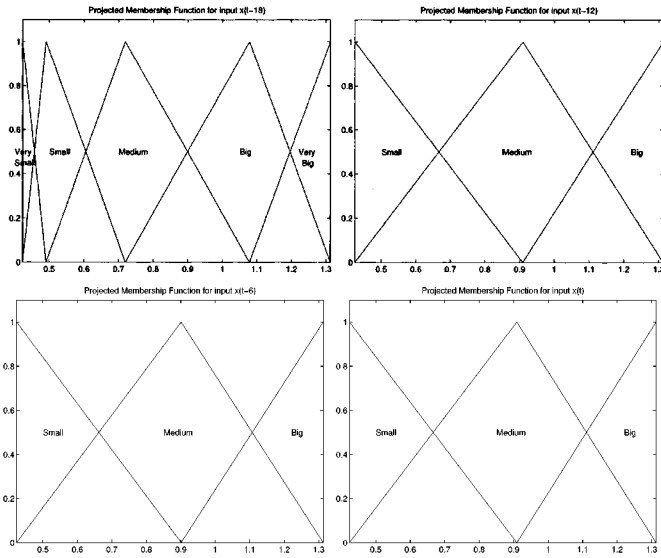 Projected Membership Function for input x(t−18)
1
0.8
0.6
0.4
0.2
0
Very
Small
Small
Medium
Big
Very
Big
0.5 0.6 0.7 0.8 0.9 1 1.1 1.2 1.3
Projected Membership Function for input x(t−12)
1
0.8
0.6
0.4
0.2
0
Small
Medium
Big
0.5 0.6 0.7 0.8 0.9 1 1.1 1.2 1.3
Projected Membership Function for input x(t−6)
1
0.8
0.6
0.4
0.2
0
Small
Medium
Big
0.5 0.6 0.7 0.8 0.9 1 1.1 1.2 1.3
Projected Membership Function for input x(t)
1
0.8
0.6
0.4
0.2
0
Small
Medium
Big
0.5 0.6 0.7 0.8 0.9 1 1.1 1.2 1.3